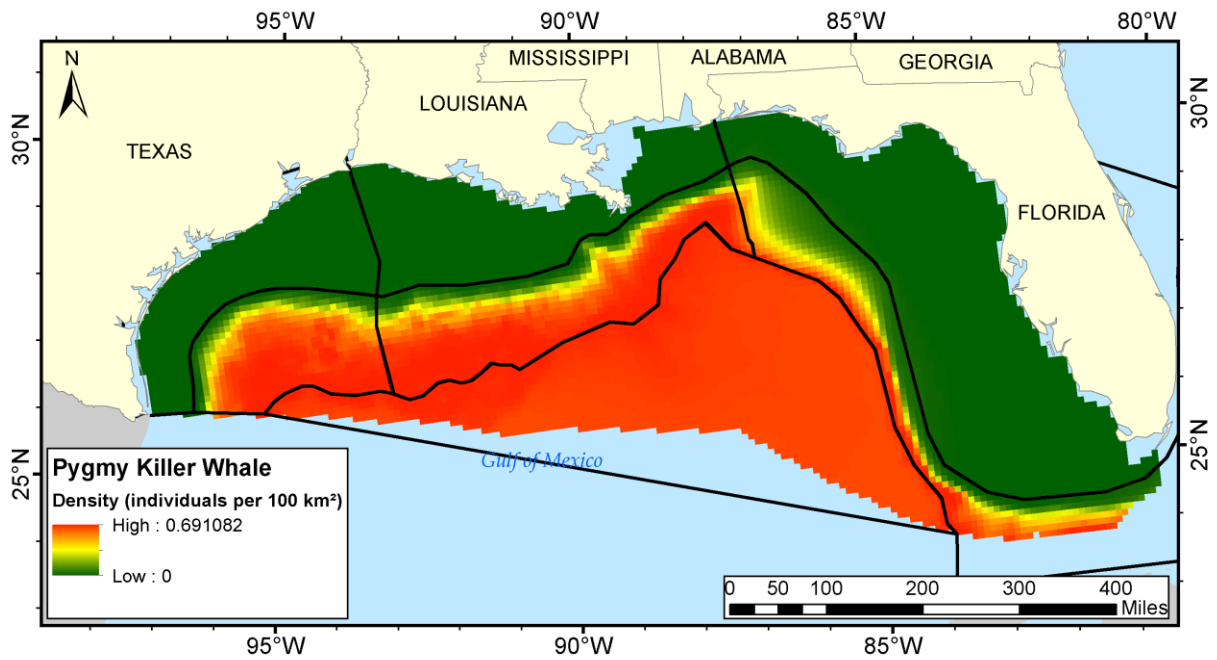 95°W 90°W 85°W 80°W
N
MISSISSIPPI ALABAMA GEORGIA
LOUISIANA
TEXAS
30°N 30°N
FLORIDA
25°N 25°N
Gulf of Mexico
Pygmy Killer Whale
Density (individuals per 100 km²)
High : 0.691082
Low : 0
0 50 100 200 300 400
Miles
95°W 90°W 85°W